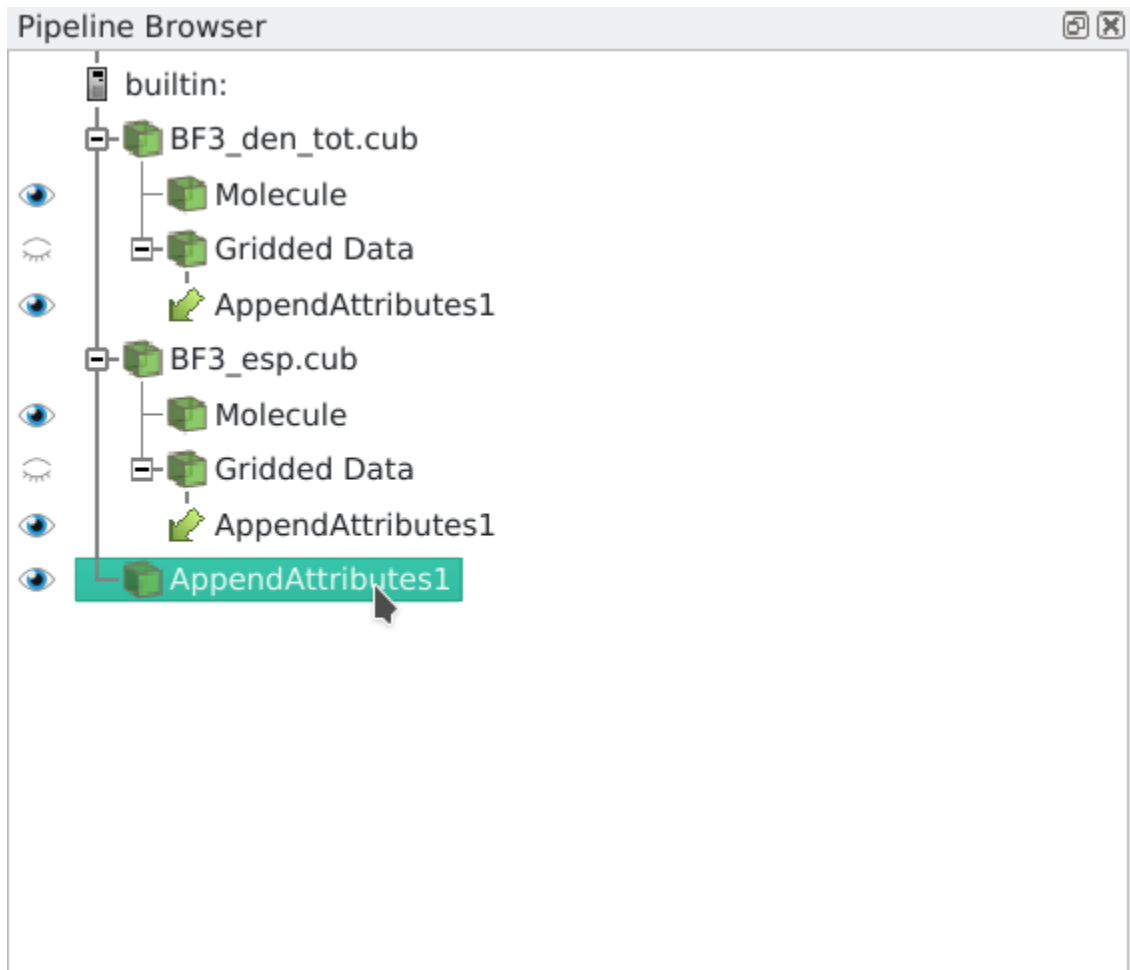 Pipeline Browser
builtin:
BF3_den_tot.cub
Molecule
Gridded Data
AppendAttributes1
BF3_esp.cub
Molecule
Gridded Data
AppendAttributes1
AppendAttributes1